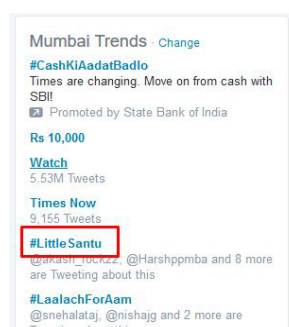 Mumbai Trends · Change
#CashKiAadatBadlo
Times are changing. Move on from cash with
SBI!
Promoted by State Bank of India
Rs 10,000
Watch
5.53M Tweets
Times Now
9,155 Tweets
#LittleSantu
@akash_rockzz, @Harshppmba and 8 more
are Tweeting about this
#LaalachForAam
@snehalataj, @nishajg and 2 more are